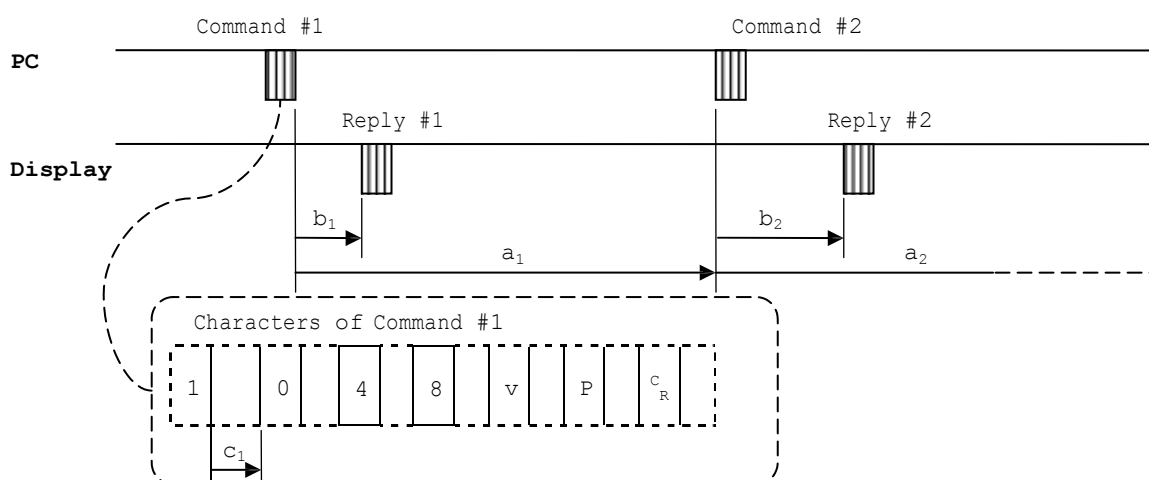 Command #1 Command #2
PC
Reply #1 Reply #2
Display
b1 b2
a1 a2
Characters of Command #1
1 0 4 8 v P CR
c1